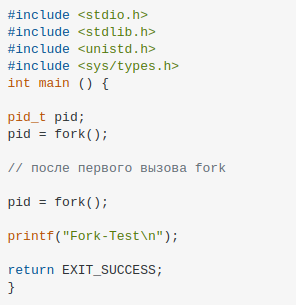 #include <stdio.h>
#include <stdlib.h>
#include <unistd.h>
#include <sys/types.h>
int main () {
pid_t pid;
pid = fork();
// после первого вызова fork
pid = fork();
printf("Fork-Test\n");
return EXIT_SUCCESS;
}